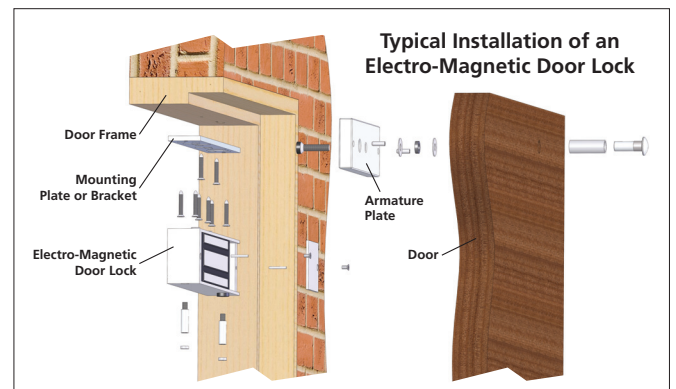 Typical Installation of an
Electro-Magnetic Door Lock
Door Frame
Mounting
Plate or Bracket
Electro-Magnetic
Door Lock
Armature
Plate
Door